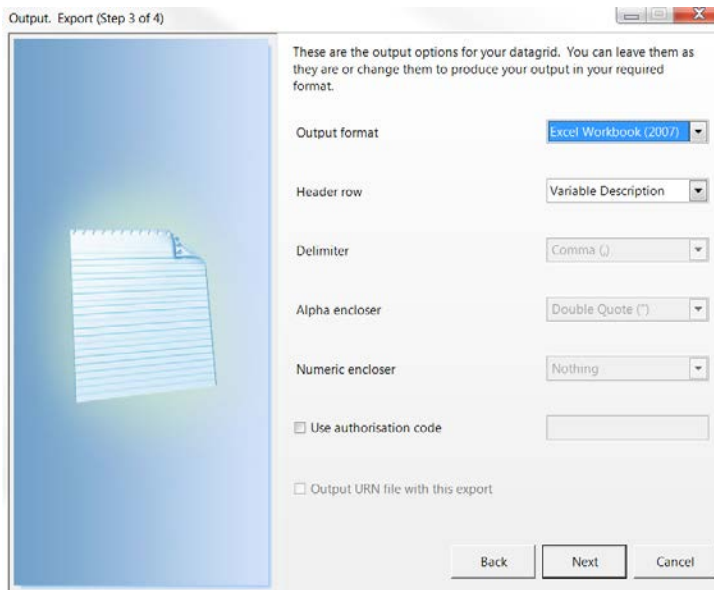 Output. Export (Step 3 of 4)
These are the output options for your datagrid. You can leave them as
they are or change them to produce your output in your required
format.
Output format Excel Workbook (2007)
Header row Variable Description
Delimiter Comma (,)
Alpha encloser Double Quote (")
Numeric encloser Nothing
Use authorisation code
Output URN file with this export
Back Next Cancel